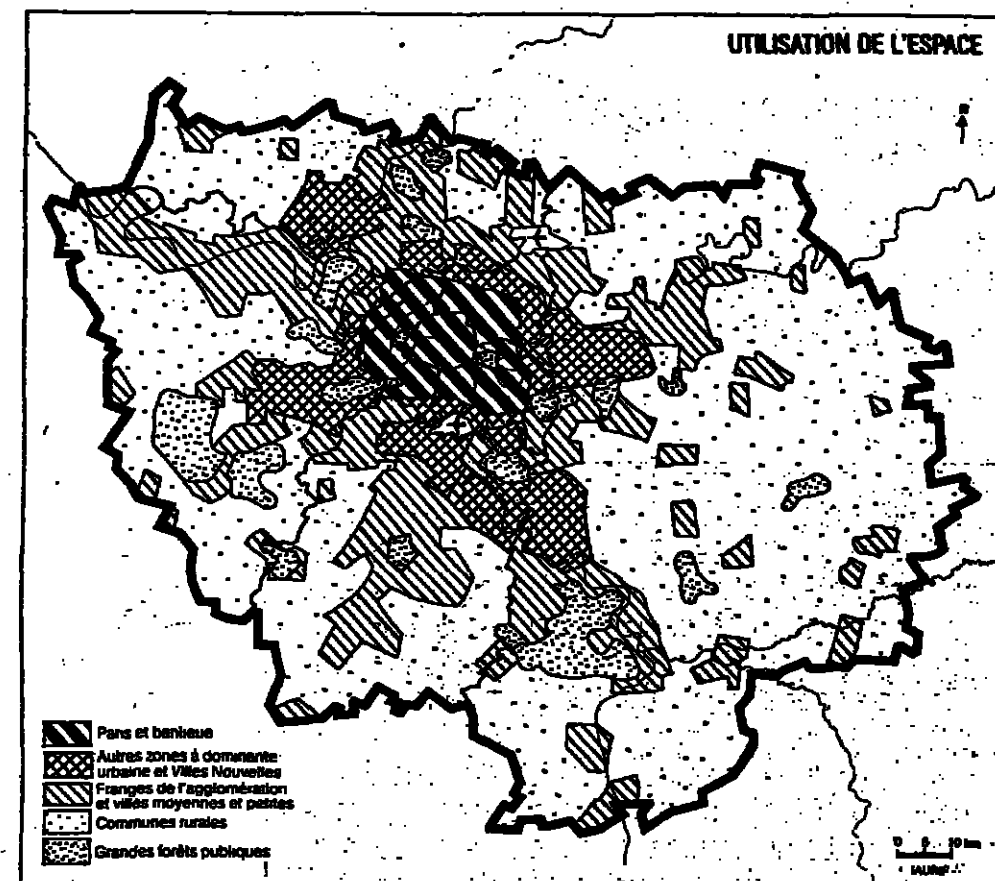 UTILISATION DE L'ESPACE
N
Paris et banlieue
Autres zones à dominante
urbaine et Villes Nouvelles
Franges de l'agglomération
et villes moyennes et petites
Communes rurales
Grandes forêts publiques
0 5 10 km
IAURIF